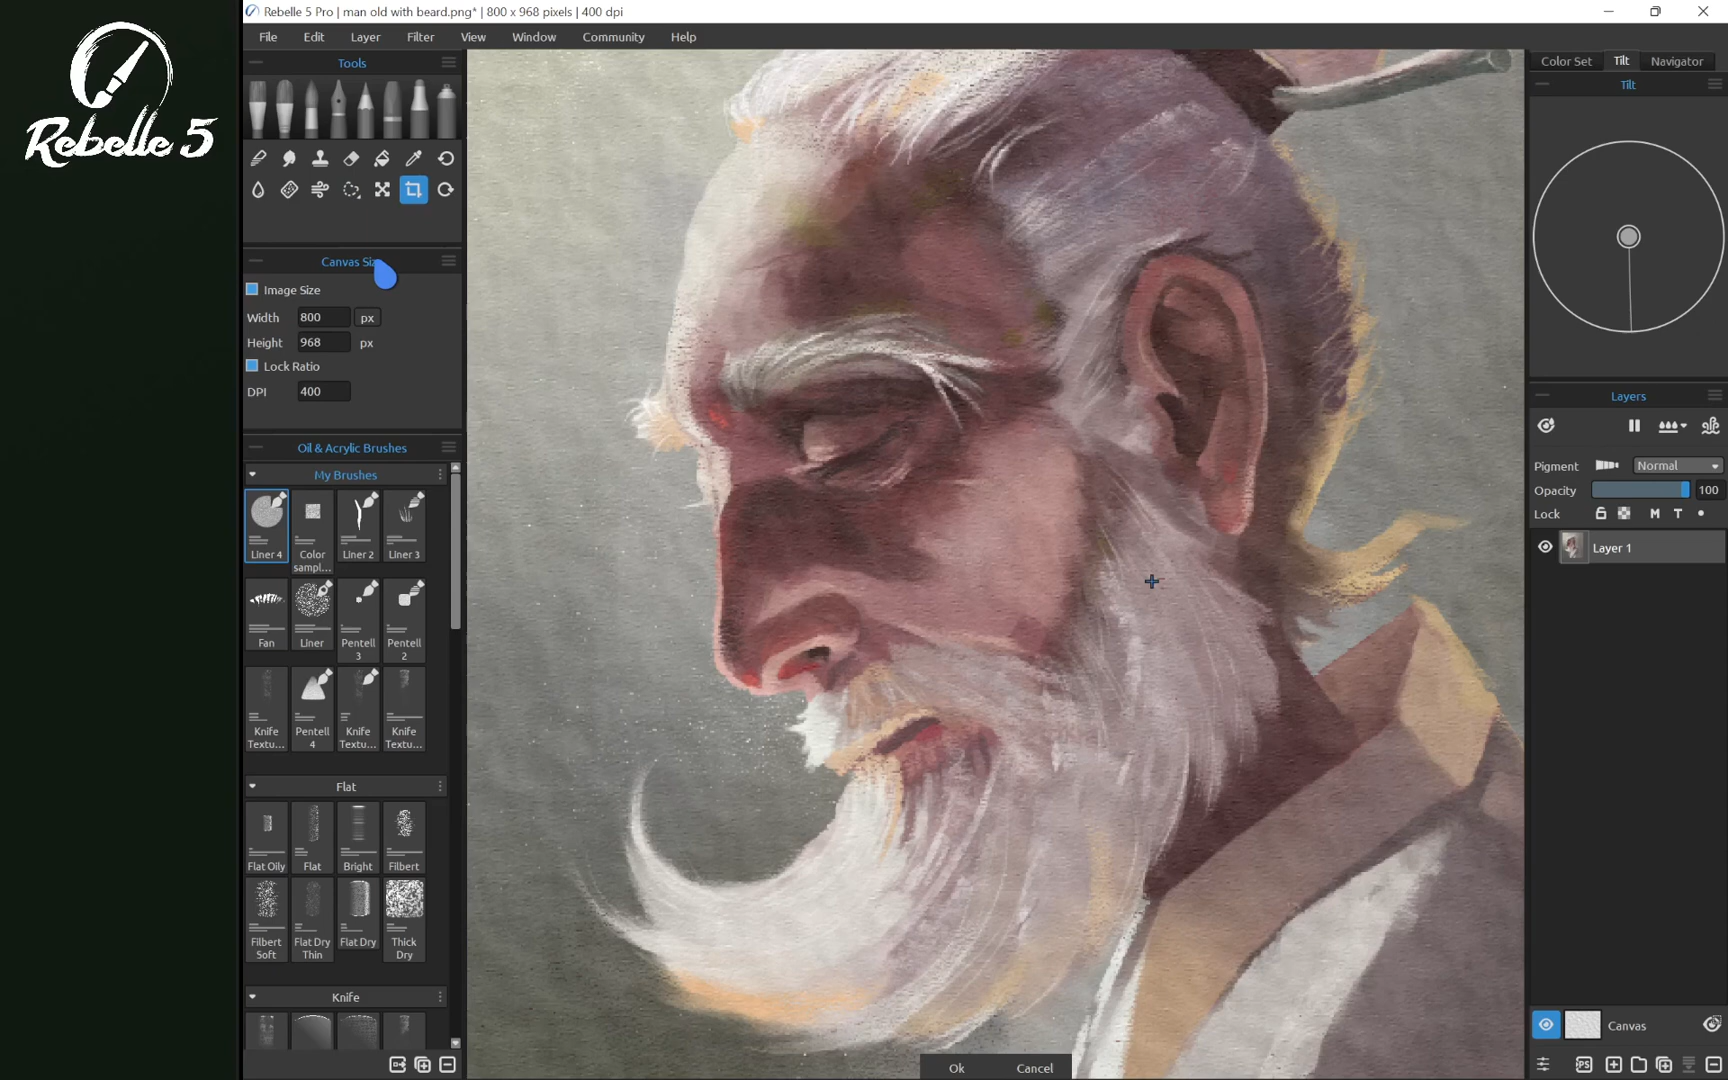 Rebelle 5
Rebelle 5 Pro | man old with beard.png* | 800 x 968 pixels | 400 dpi
File Edit Layer Filter View Window Community Help
Tools
Canvas Siz
Image Size
Width 800 px
Height 968 px
Lock Ratio
DPI 400
Oil & Acrylic Brushes
My Brushes
Liner 4 Color sampl... Liner 2 Liner 3
Fan Liner Pentell 3 Pentell 2
Knife Textu... Pentell 4 Knife Textu... Knife Textu...
Flat
Flat Oily Flat Bright Filbert
Filbert Soft Flat Dry Thin Flat Dry Thick Dry
Knife
Ok Cancel
Color Set Tilt Navigator
Tilt
Layers
Pigment Normal
Opacity 100
Lock M T
Layer 1
Canvas
PS